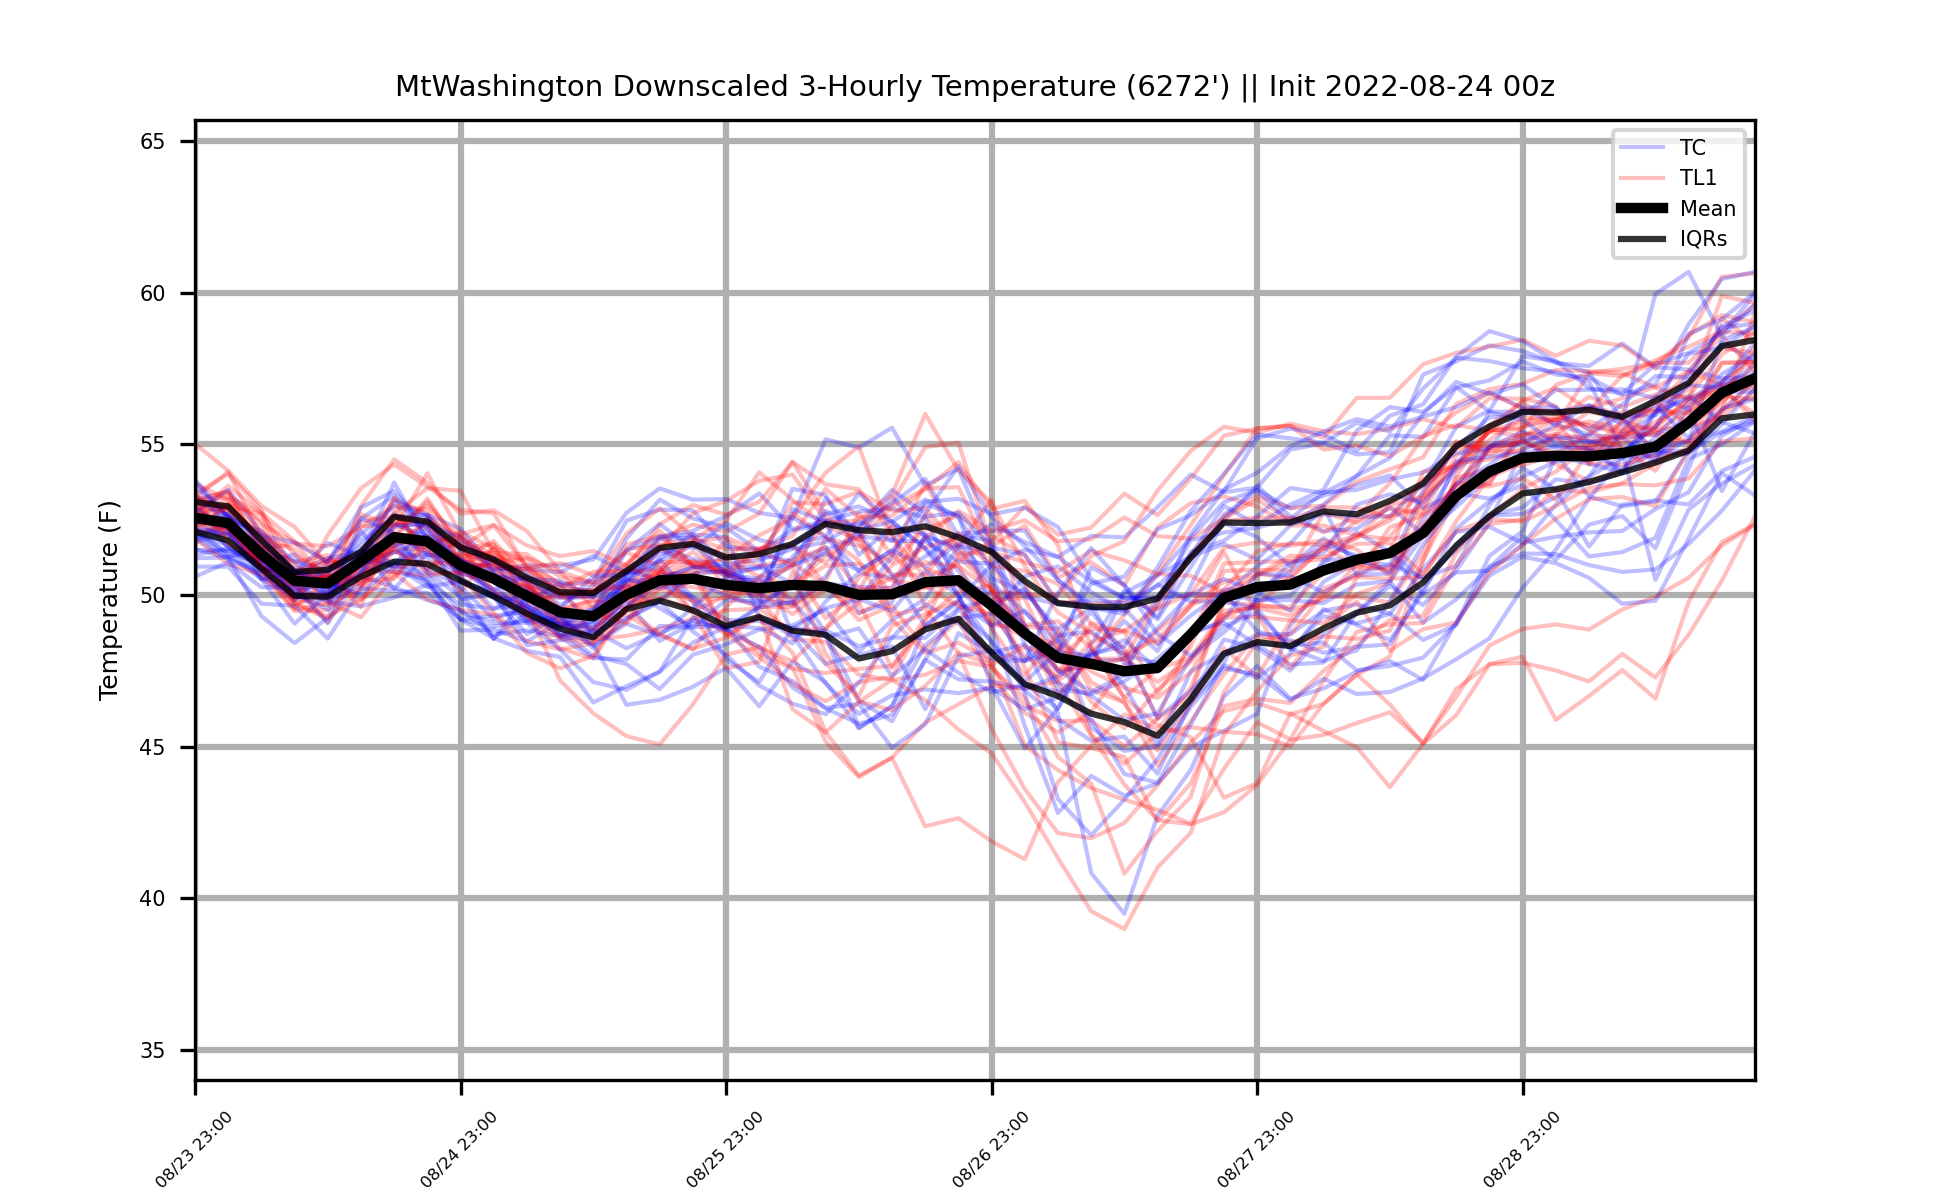 MtWashington Downscaled 3-Hourly Temperature (6272') || Init 2022-08-24 00z
TC
TL1
Mean
IQRs
Temperature (F)
65
60
55
50
45
40
35
08/23 23:00
08/24 23:00
08/25 23:00
08/26 23:00
08/27 23:00
08/28 23:00